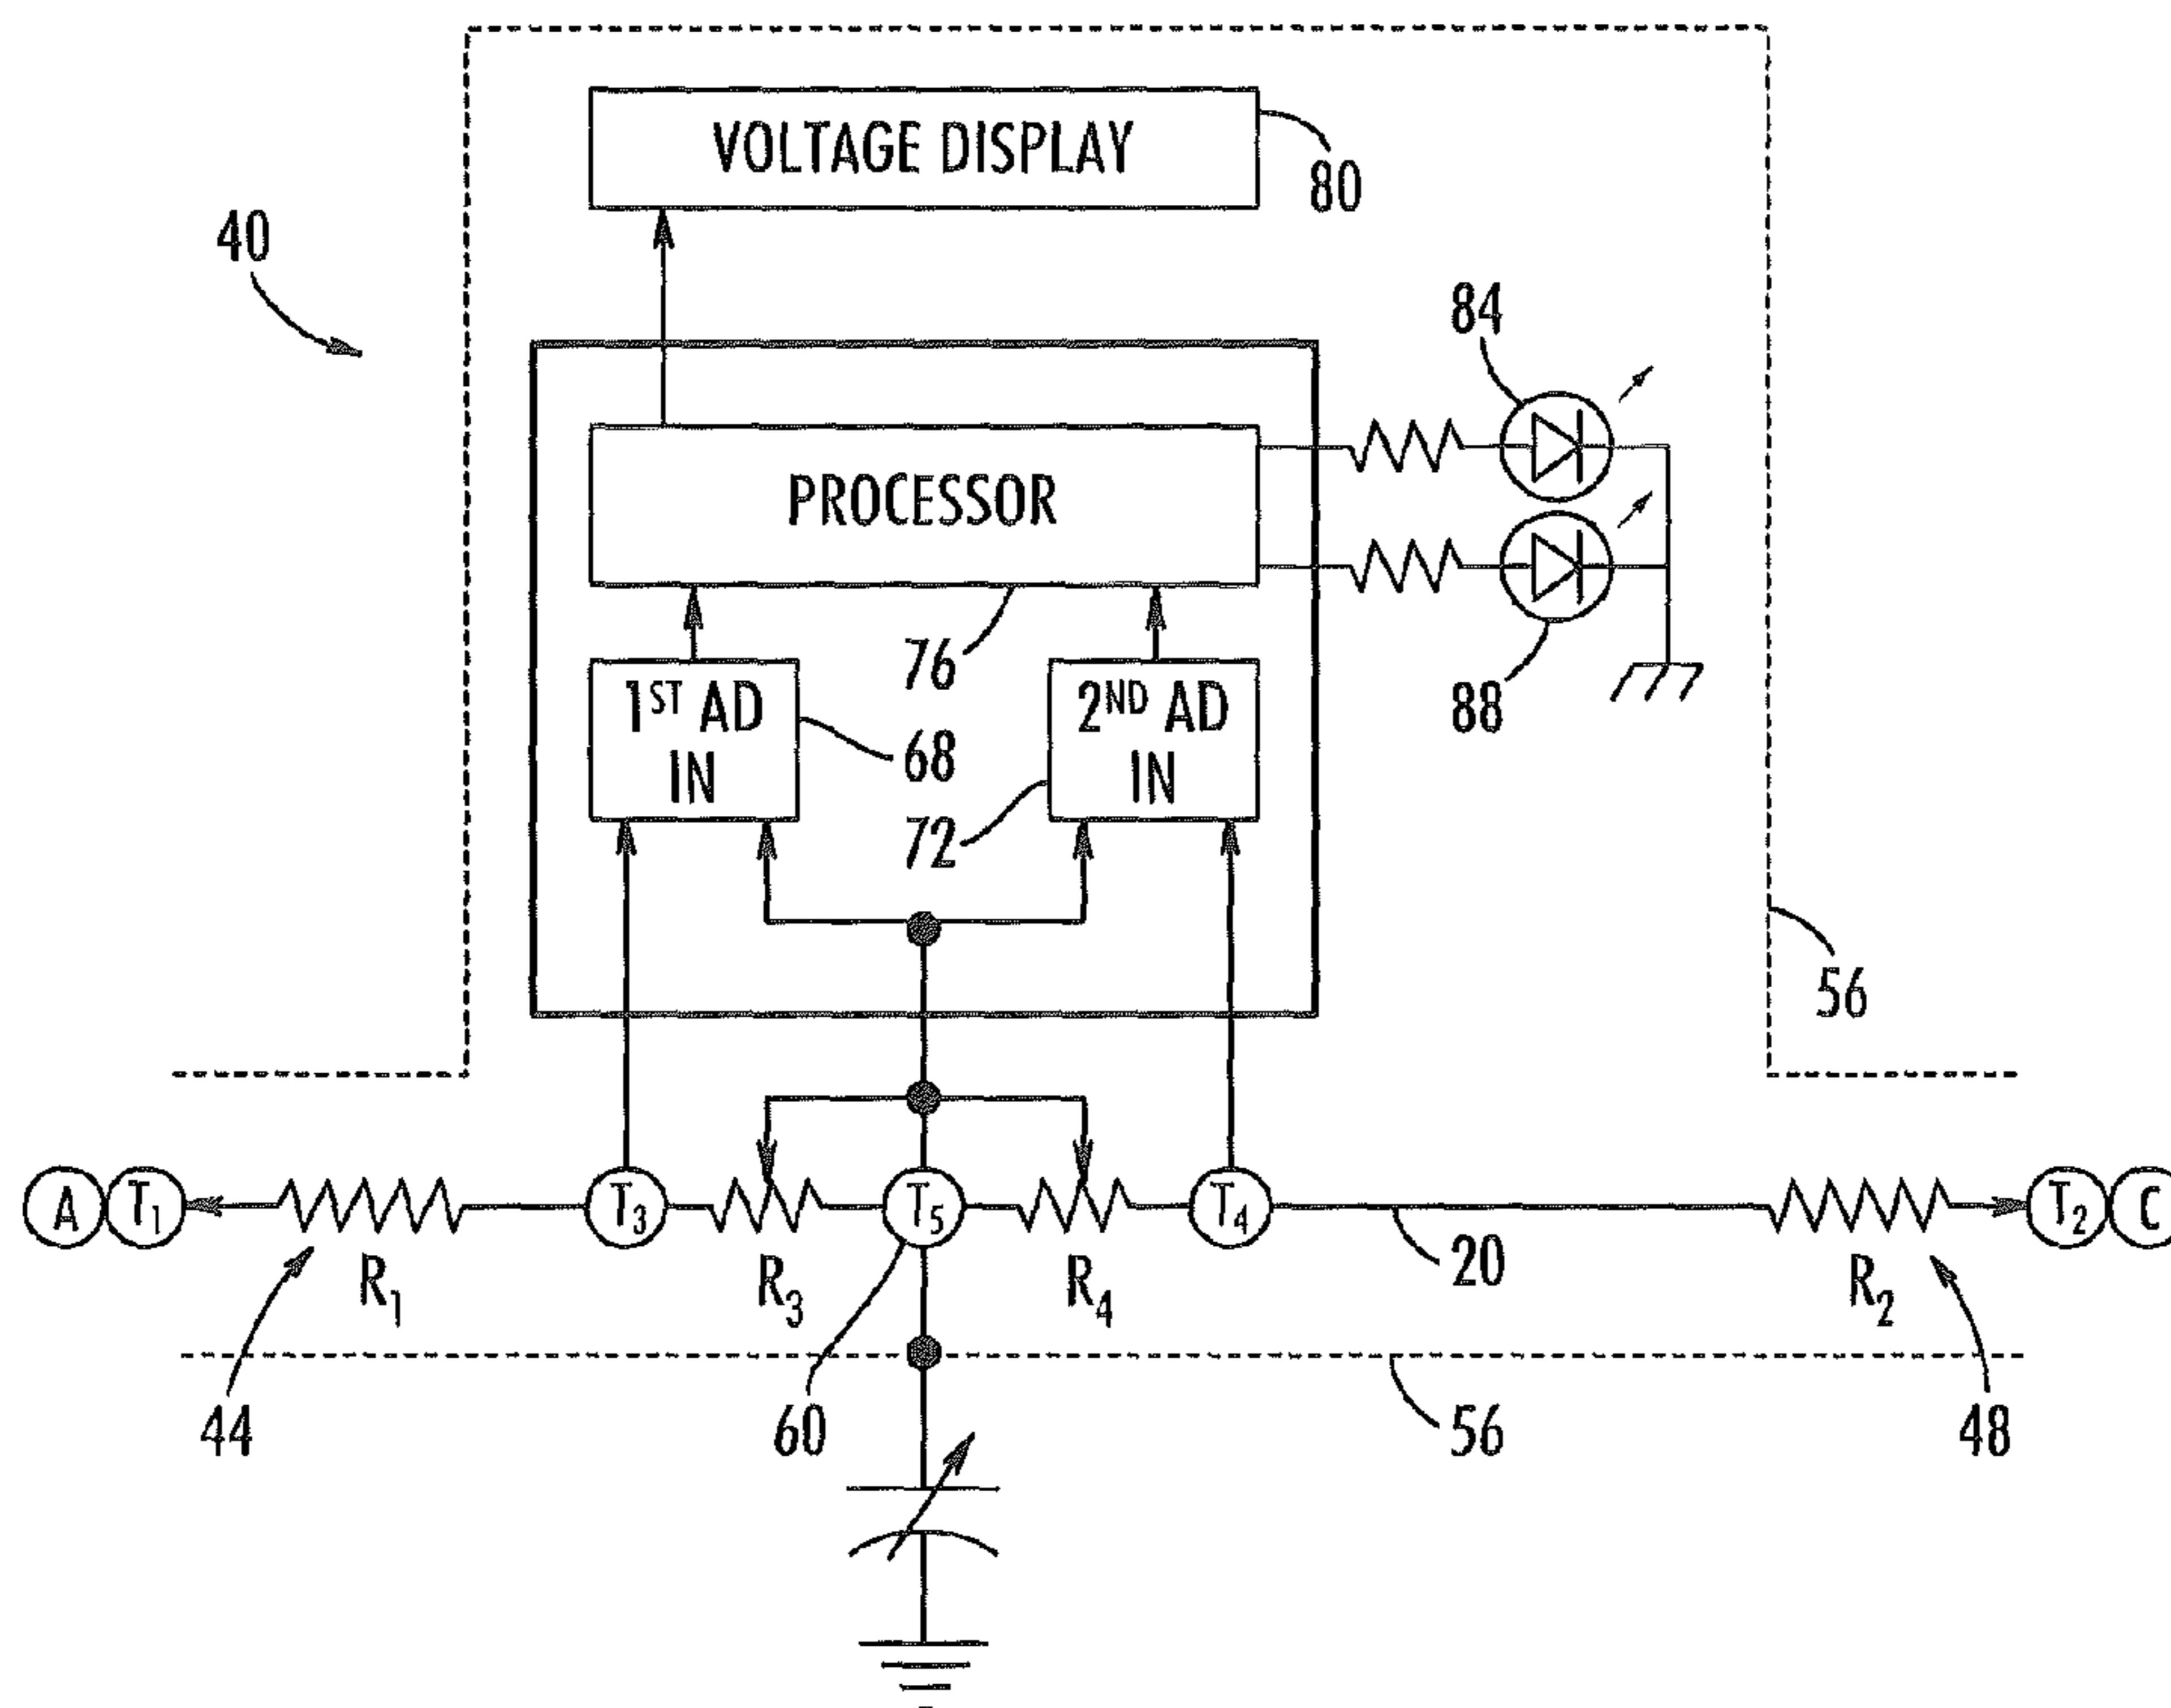 VOLTAGE DISPLAY
80
40
84
PROCESSOR
76
1ST AD
IN
68
2ND AD
IN
72
88
56
A T1 T3 T5 T4 T2 C
R1 R3 R4 20 R2
44 60 56 48